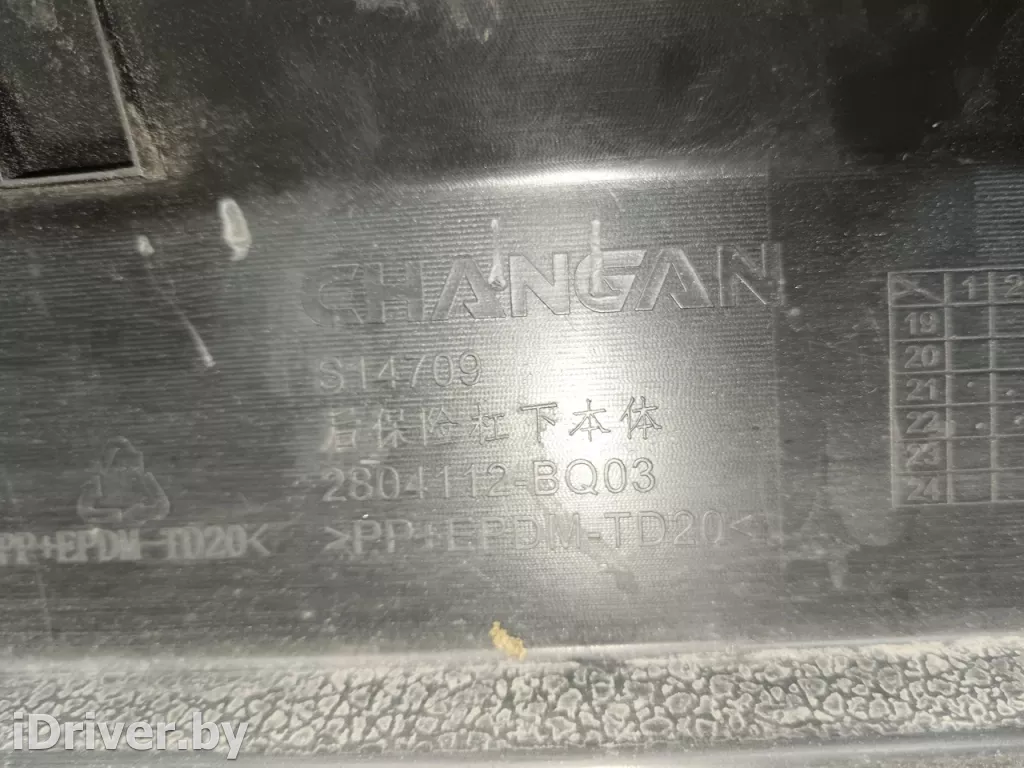 CHANGAN
S14709
后保险杠下本体
2804112-BQ03
>PP+EPDM-TD20<
PP+EPDM-TD20<
1 2
19
20
21
22
23
24
iDriver.by